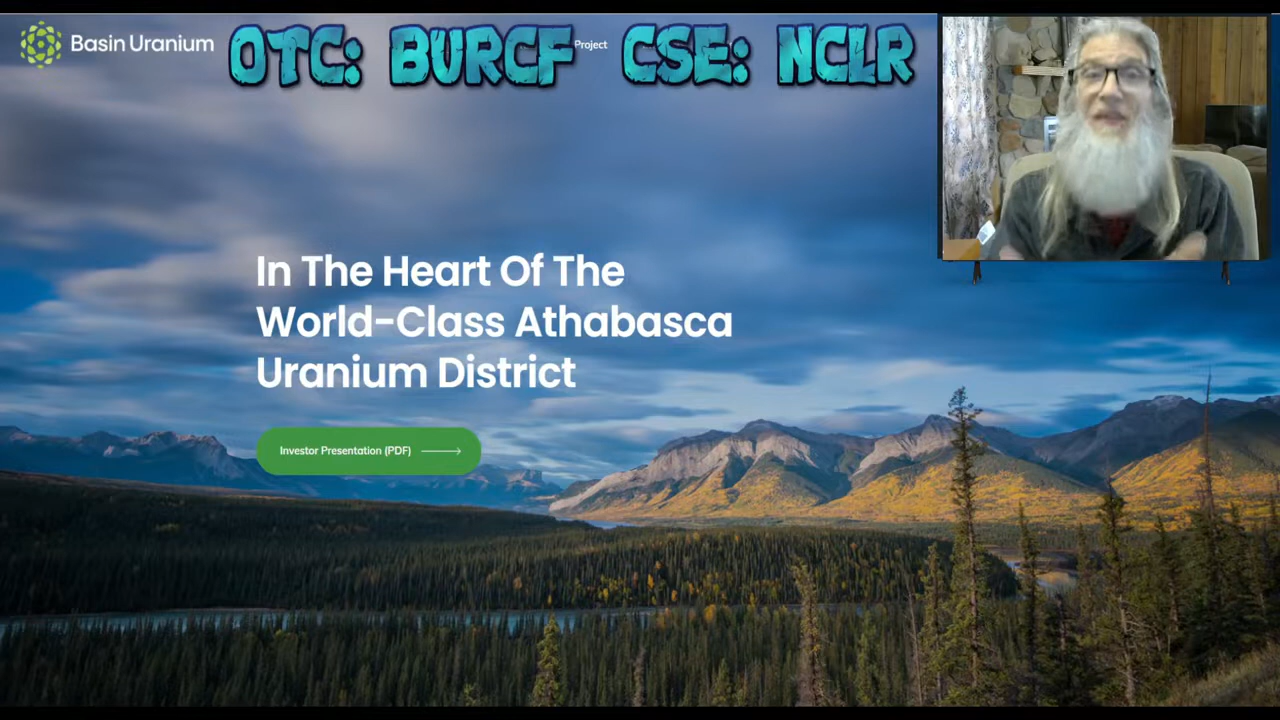 Basin Uranium
OTC: BURCF CSE: NCLR
Project
In The Heart Of The
World-Class Athabasca
Uranium District
Investor Presentation (PDF)